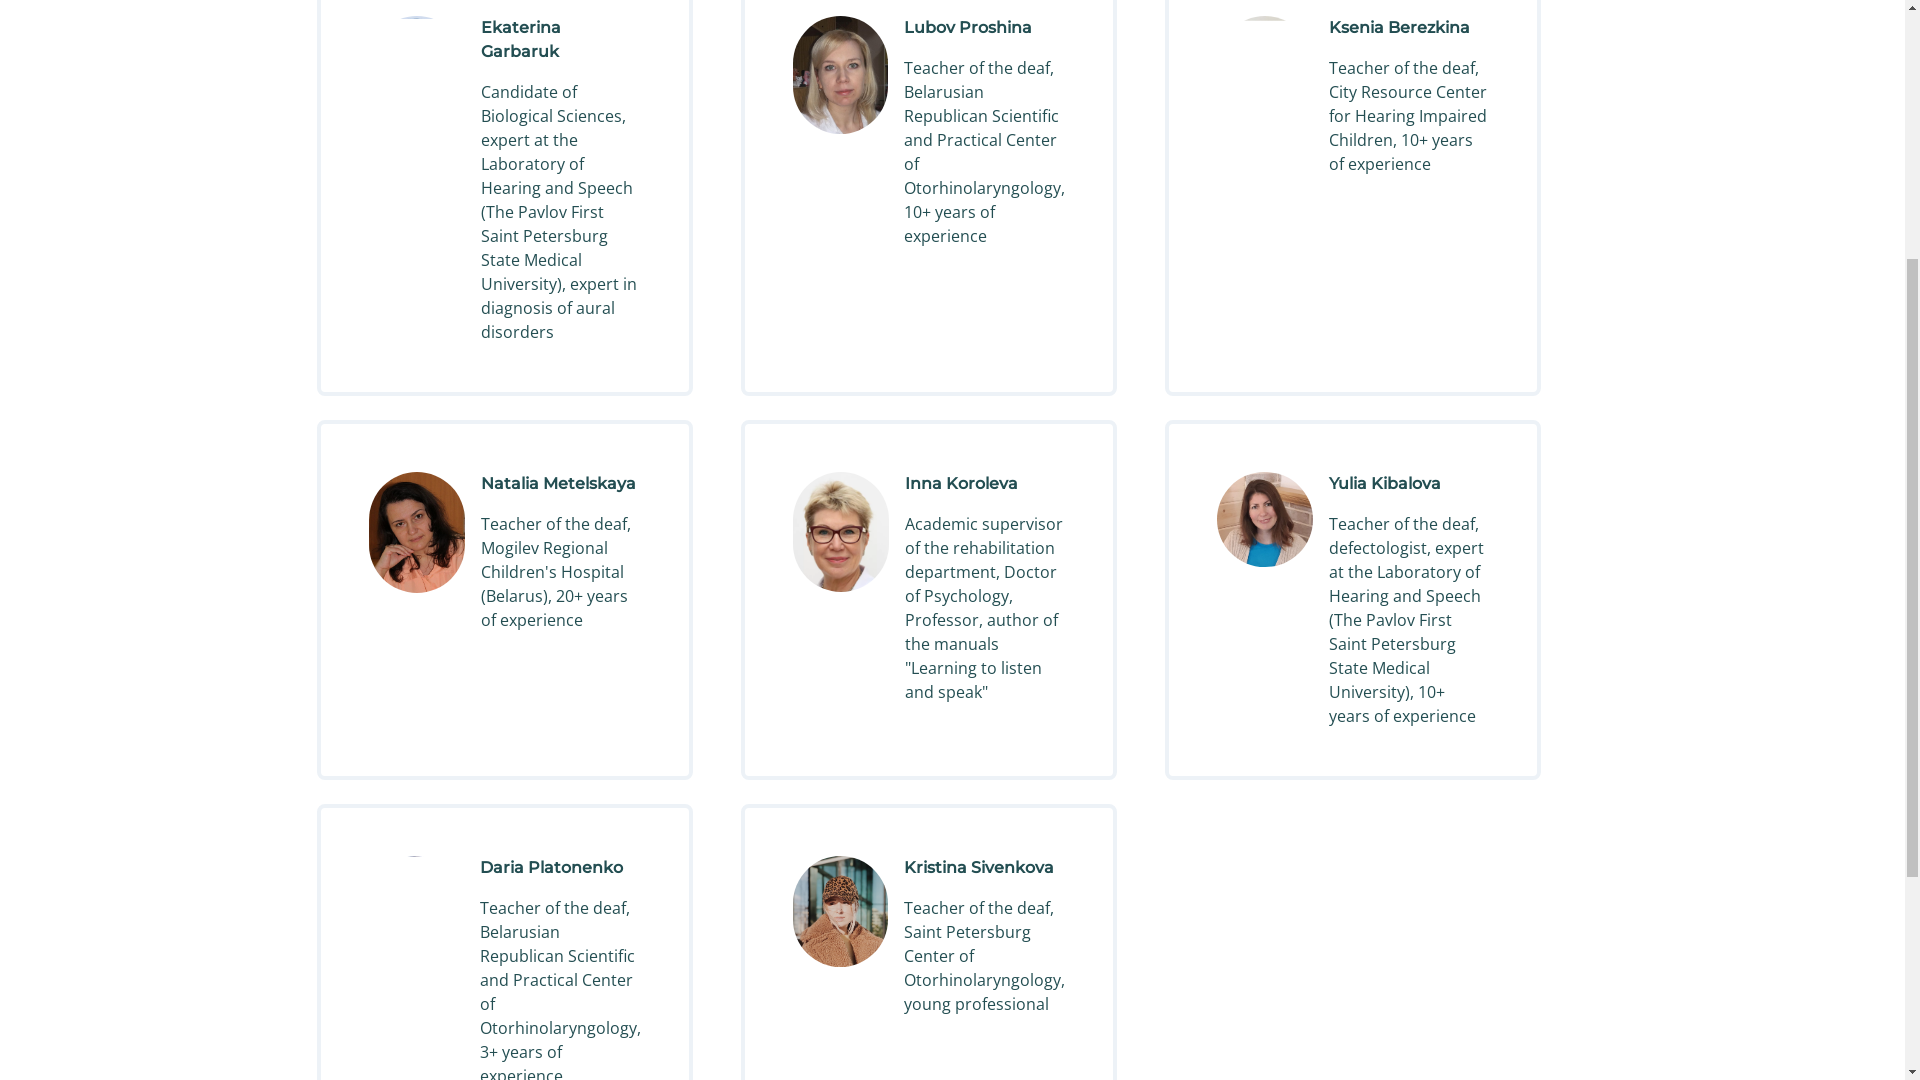 Ekaterina
Garbaruk
Candidate of
Biological Sciences,
expert at the
Laboratory of
Hearing and Speech
(The Pavlov First
Saint Petersburg
State Medical
University), expert in
diagnosis of aural
disorders
Lubov Proshina
Teacher of the deaf,
Belarusian
Republican Scientific
and Practical Center
of
Otorhinolaryngology,
10+ years of
experience
Ksenia Berezkina
Teacher of the deaf,
City Resource Center
for Hearing Impaired
Children, 10+ years
of experience
Natalia Metelskaya
Teacher of the deaf,
Mogilev Regional
Children's Hospital
(Belarus), 20+ years
of experience
Inna Koroleva
Academic supervisor
of the rehabilitation
department, Doctor
of Psychology,
Professor, author of
the manuals
"Learning to listen
and speak"
Yulia Kibalova
Teacher of the deaf,
defectologist, expert
at the Laboratory of
Hearing and Speech
(The Pavlov First
Saint Petersburg
State Medical
University), 10+
years of experience
Daria Platonenko
Teacher of the deaf,
Belarusian
Republican Scientific
and Practical Center
of
Otorhinolaryngology,
3+ years of
experience
Kristina Sivenkova
Teacher of the deaf,
Saint Petersburg
Center of
Otorhinolaryngology,
young professional